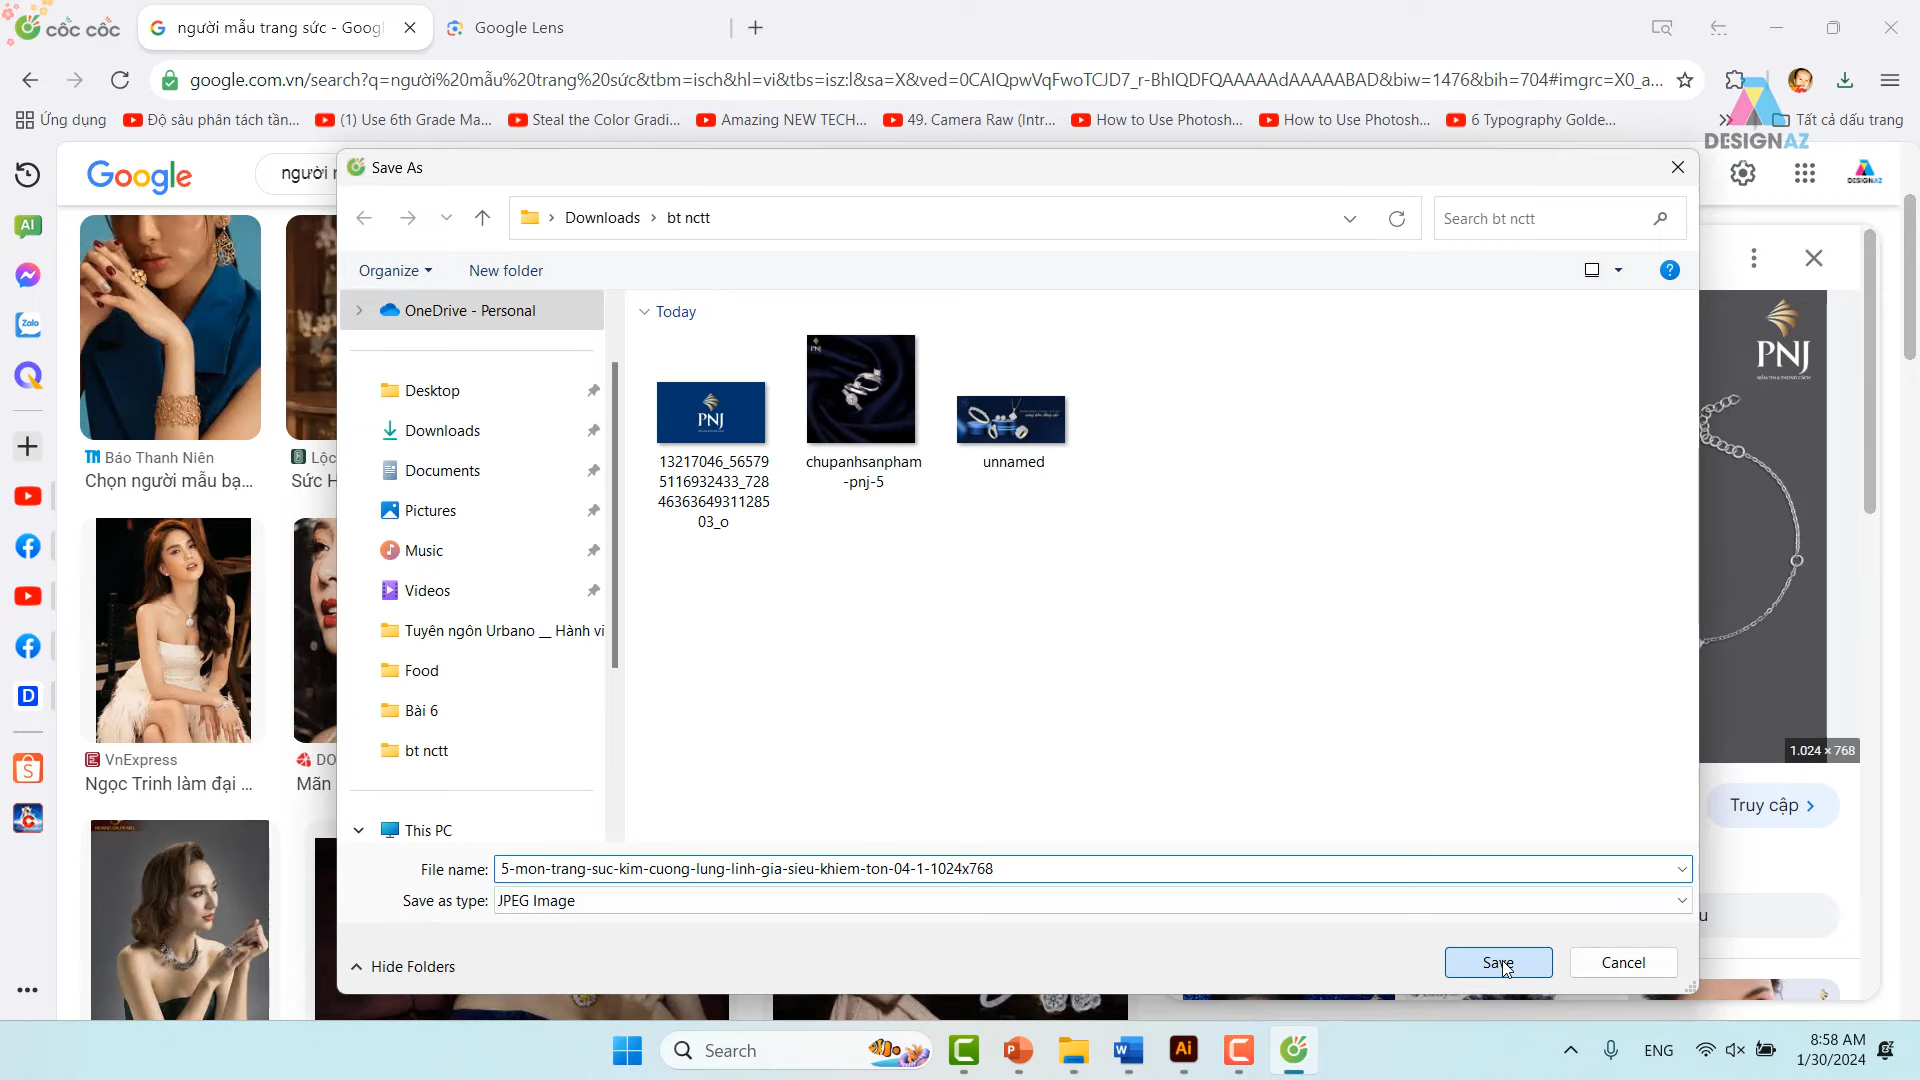 cốc cốc
người mẫu trang sức - Googl
Google Lens
google.com.vn/search?q=người%20mẫu%20trang%20sức&tbm=isch&hl=vi&tbs=isz:l&sa=X&ved=0CAIQpwVqFwoTCJD7_r-BhIQDFQAAAAAdAAAAABAD&biw=1476&bih=704#imgrc=X0_a...
Ứng dụng
Độ sâu phân tách tần...
(1) Use 6th Grade Ma...
Steal the Color Gradi...
Amazing NEW TECH...
49. Camera Raw (Intr...
How to Use Photosh...
How to Use Photosh...
6 Typography Golde...
Tất cả dấu trang
DESIGNAZ
Google
người
Save As
Downloads > bt nctt
Search bt nctt
Organize
New folder
OneDrive - Personal
Desktop
Downloads
Documents
Pictures
Music
Videos
Tuyên ngôn Urbano __ Hành vi
Food
Bài 6
bt nctt
This PC
Today
PNJ
13217046_56579
5116932433_728
46363649311285
03_o
chupanhsanpham
-pnj-5
unnamed
File name: 5-mon-trang-suc-kim-cuong-lung-linh-gia-sieu-khiem-ton-04-1-1024x768
Save as type: JPEG Image
Hide Folders
Save
Cancel
Báo Thanh Niên
Chọn người mẫu bạ...
Lộc
Sức H
VnExpress
Ngọc Trinh làm đại ...
DO
Mãn
AI
Zalo
PNJ
NIỀM TIN & PHONG CÁCH
1.024 × 768
Truy cập
u
Search
ENG
8:58 AM
1/30/2024